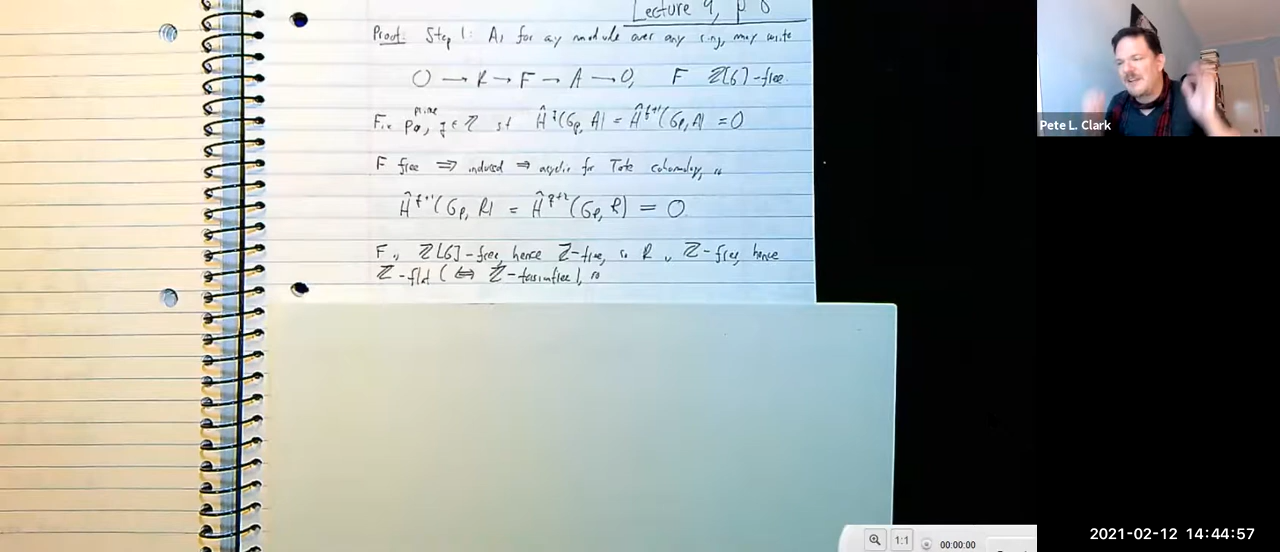 Lecture 9, p 8
Proof: Step 1: As for any module over any ring, may write
0 → R → F → A → 0, F ℤ[G]-free.
Fix prime p, q ∈ ℤ st Ĥ^q(G_p, A) = Ĥ^{q+1}(G_p, A) = 0
F free ⇒ induced ⇒ acyclic for Tate cohomology, so
Ĥ^{q+1}(G_p, R) = Ĥ^{q+2}(G_p, R) = 0
F is ℤ[G]-free, hence ℤ-free, so R is ℤ-free, hence
ℤ-flat (⇔ ℤ-torsionfree), so
Pete L. Clark
1:1
00:00:00
2021-02-12 14:44:57